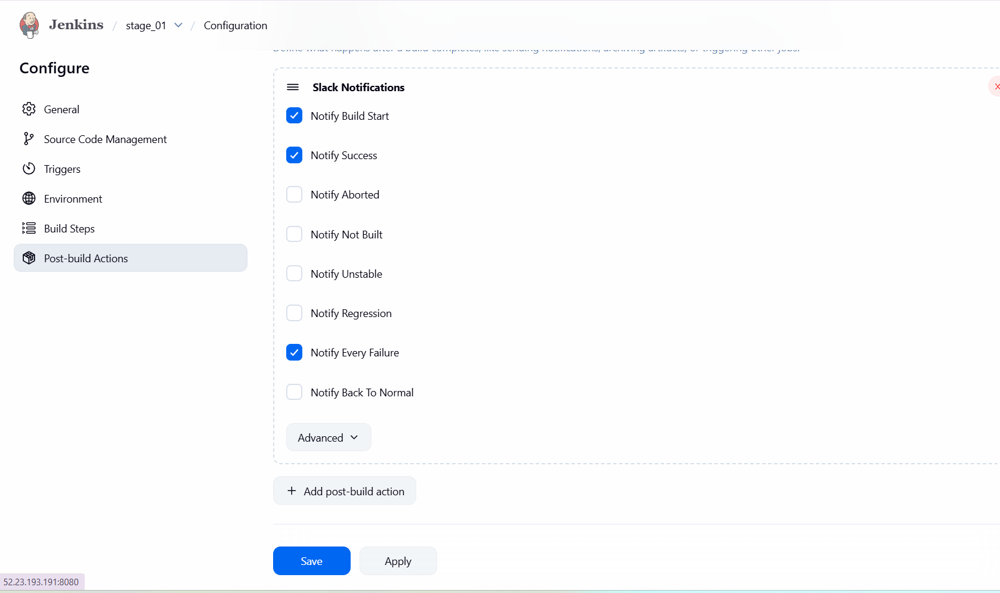 Jenkins / stage_01 / Configuration
Define what happens after a build completes, like sending notifications, archiving artifacts, or triggering other jobs.
Configure
General
Source Code Management
Triggers
Environment
Build Steps
Post-build Actions
Slack Notifications
Notify Build Start
Notify Success
Notify Aborted
Notify Not Built
Notify Unstable
Notify Regression
Notify Every Failure
Notify Back To Normal
Advanced
Add post-build action
Save
Apply
52.23.193.191:8080